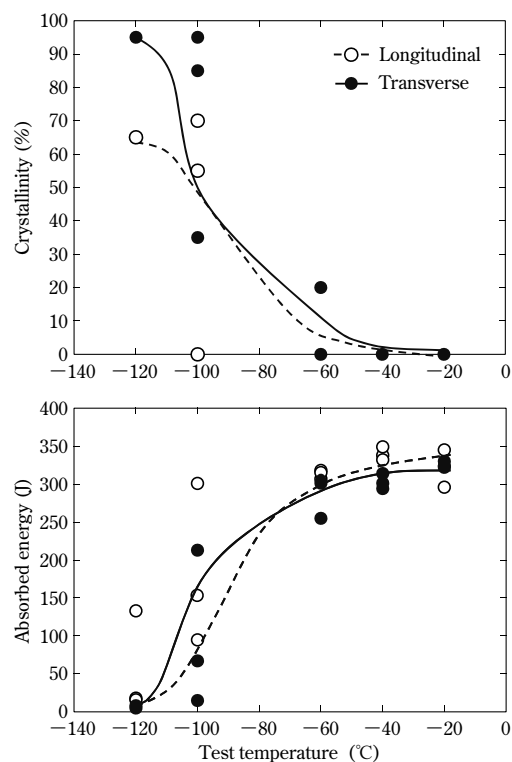 100
90
80
70
60
50
40
30
20
10
0
Crystallinity (%)
Longitudinal
Transverse
−140 −120 −100 −80 −60 −40 −20 0
400
350
300
250
200
150
100
50
0
Absorbed energy (J)
−140 −120 −100 −80 −60 −40 −20 0
Test temperature (℃)